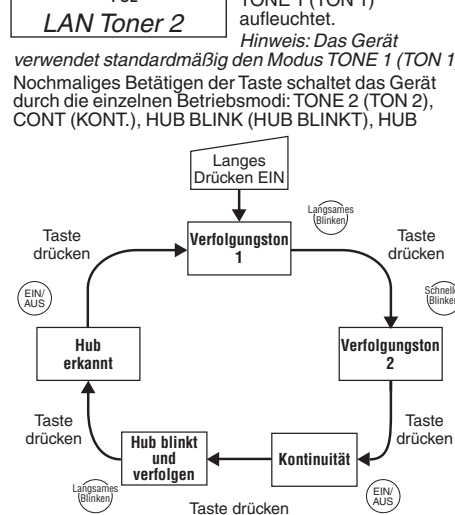 LAN Toner 2
TONE 1 (TON 1)
aufleuchtet.
Hinweis: Das Gerät
verwendet standardmäßig den Modus TONE 1 (TON 1
Nochmaliges Betätigen der Taste schaltet das Gerät
durch die einzelnen Betriebsmodi: TONE 2 (TON 2),
CONT (KONT.), HUB BLINK (HUB BLINKT), HUB
Langes
Drücken EIN
Langsames
Blinken
Taste
drücken
Verfolgungston
1
Taste
drücken
EIN/
AUS
Schnelle
Blinken
Hub
erkannt
Verfolgungston
2
Taste
drücken
Hub blinkt
und
verfolgen
Kontinuität
Taste
drücken
Langsames
Blinken
Taste drücken
EIN/
AUS